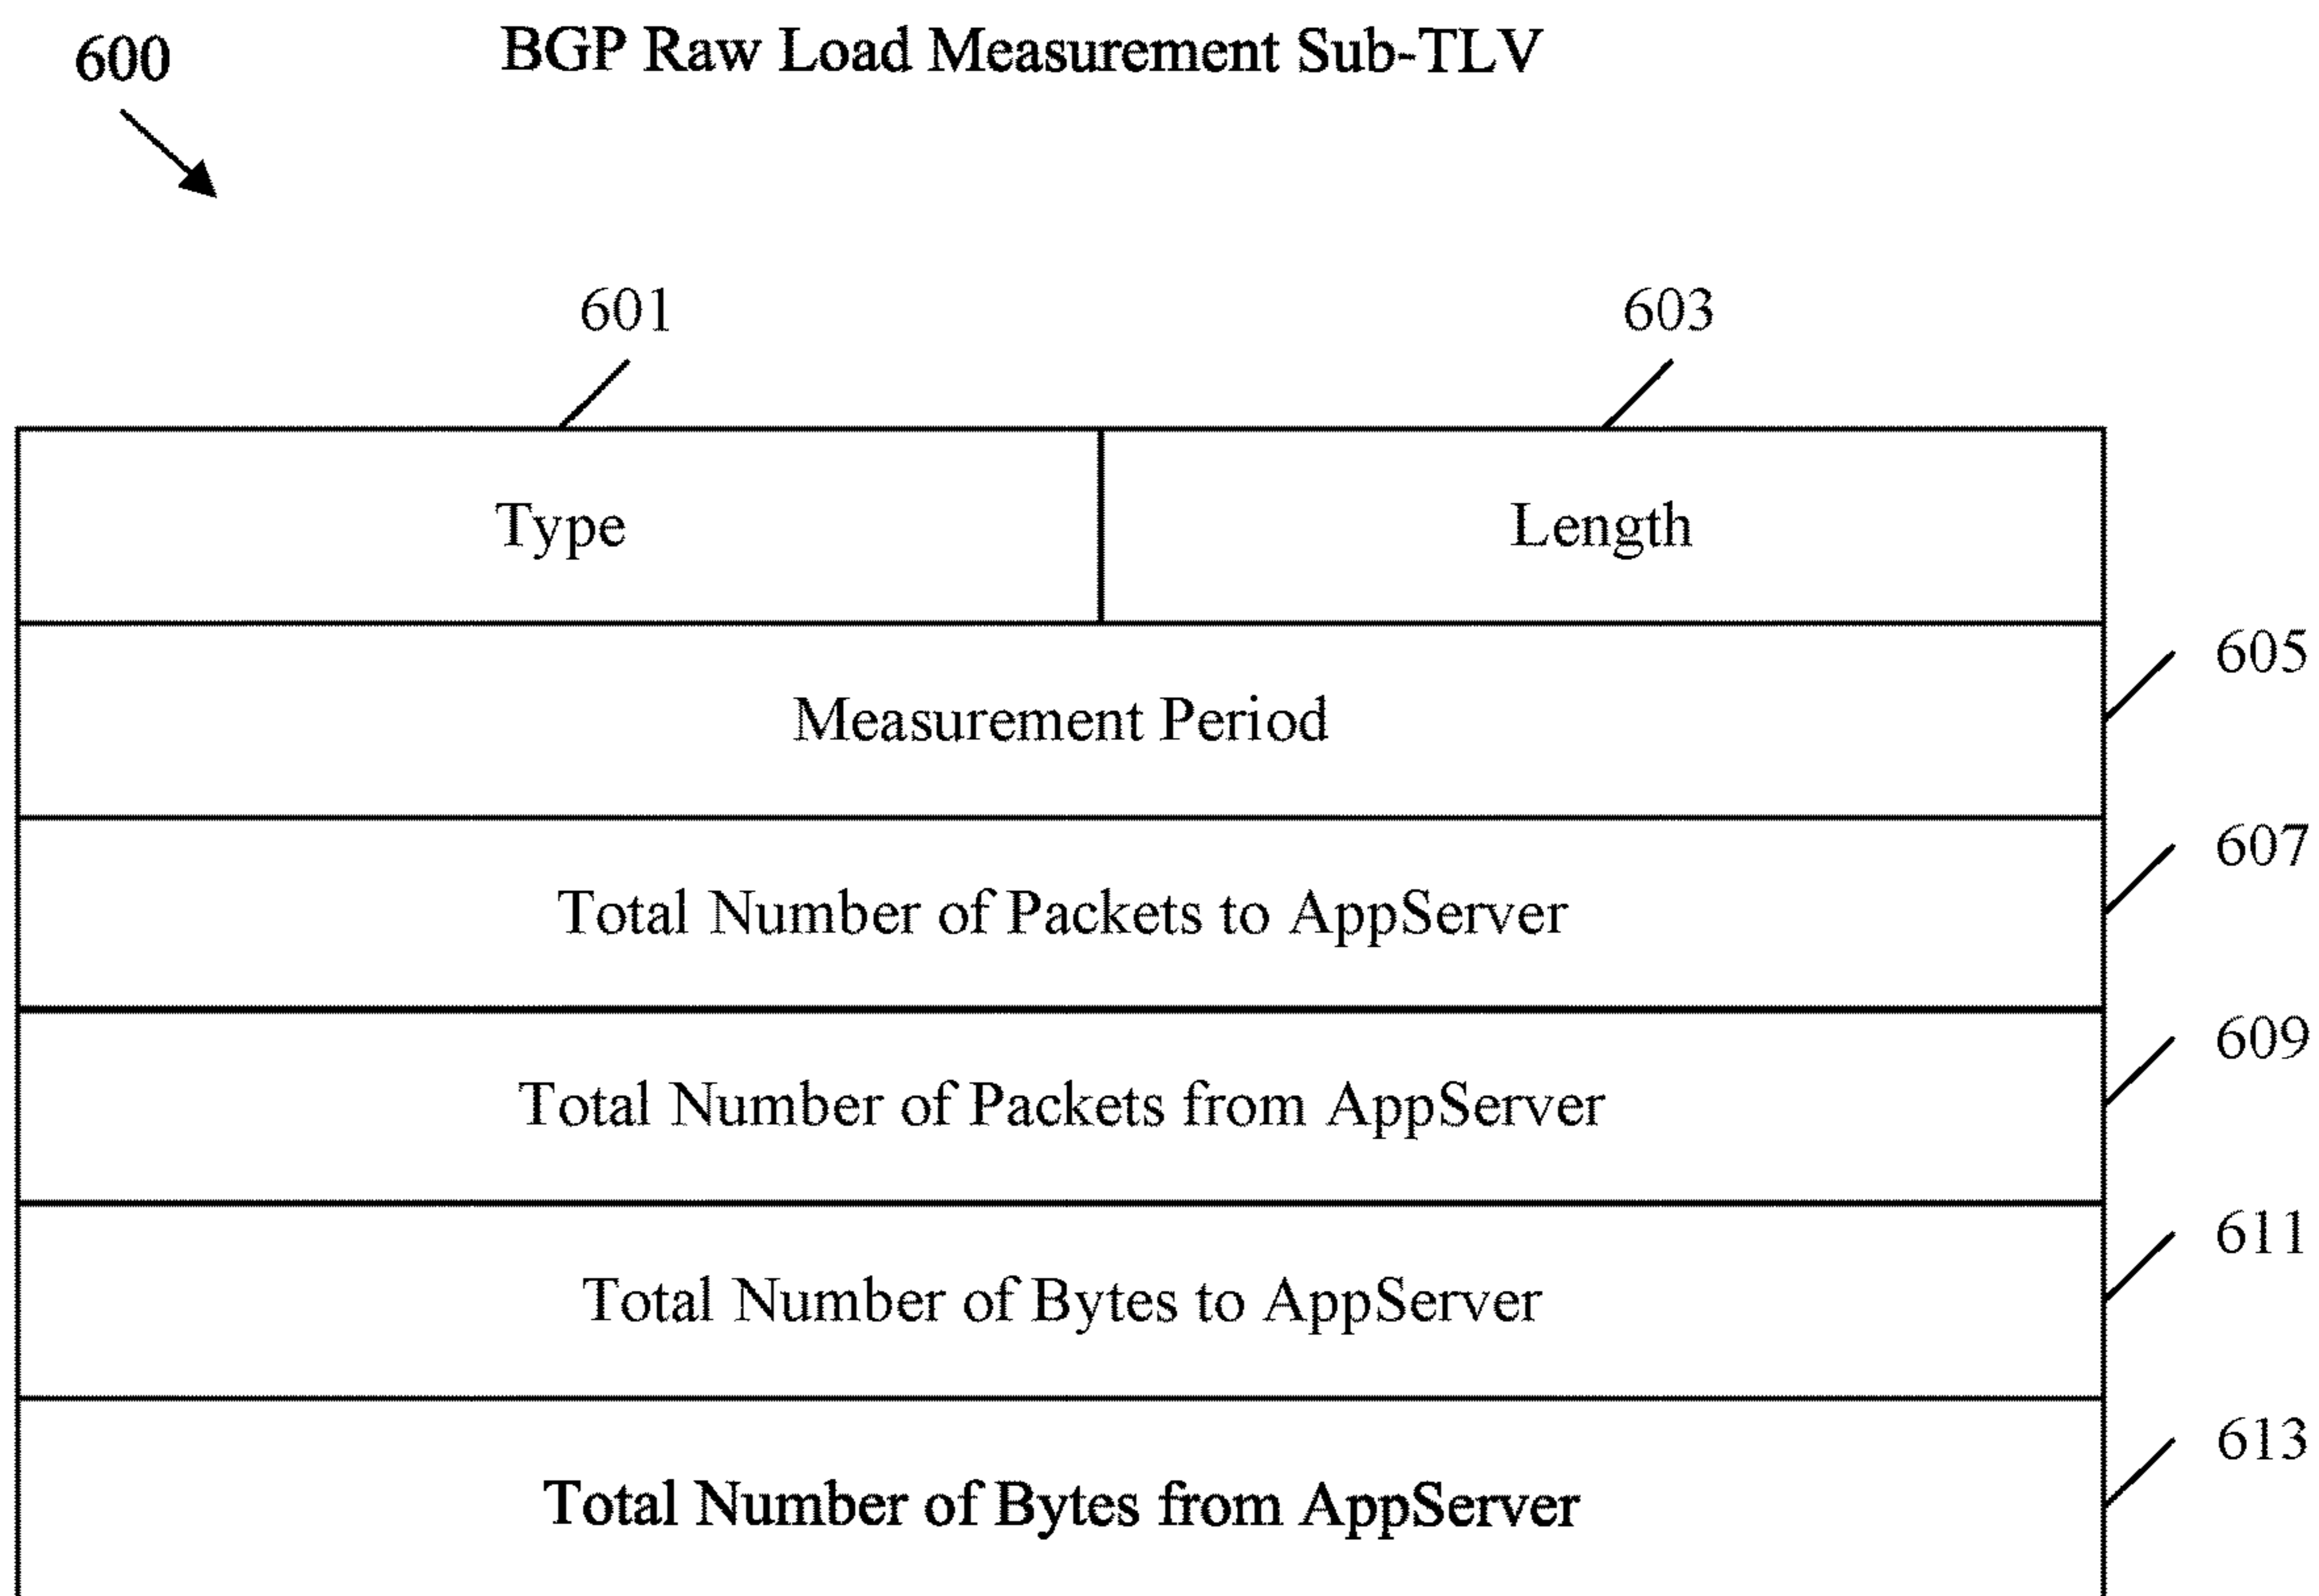 600
BGP Raw Load Measurement Sub-TLV
601
603
Type
Length
605
Measurement Period
607
Total Number of Packets to AppServer
609
Total Number of Packets from AppServer
611
Total Number of Bytes to AppServer
613
Total Number of Bytes from AppServer